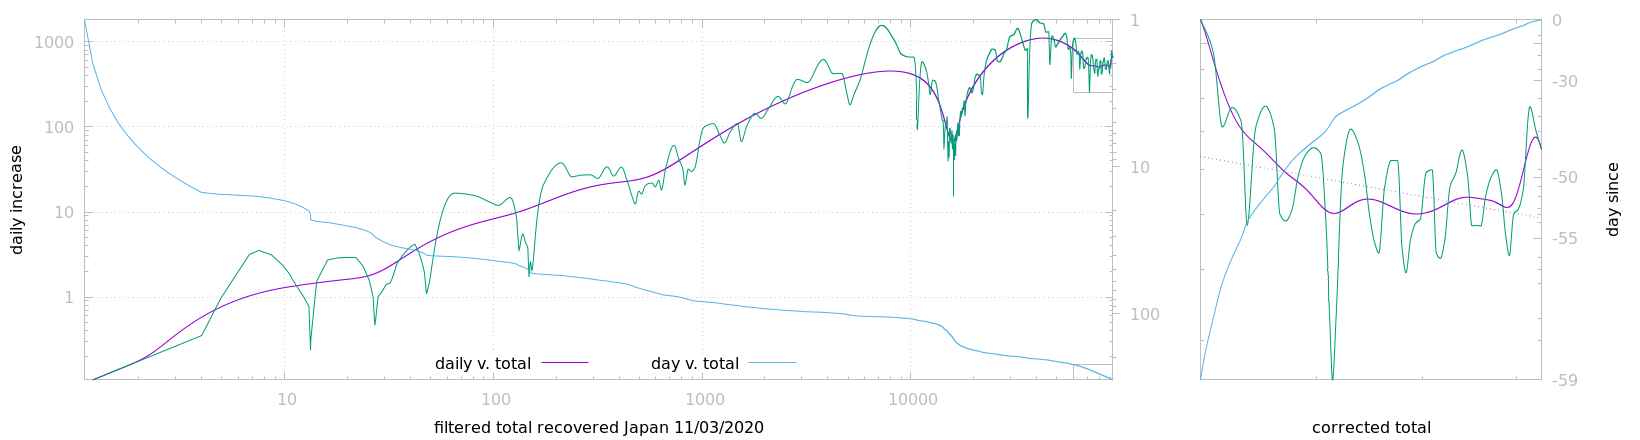 daily increase
1000
100
10
1
10
100
1000
10000
filtered total recovered Japan 11/03/2020
daily v. total
day v. total
1
10
100
corrected total
0
-30
-50
-55
-59
day since